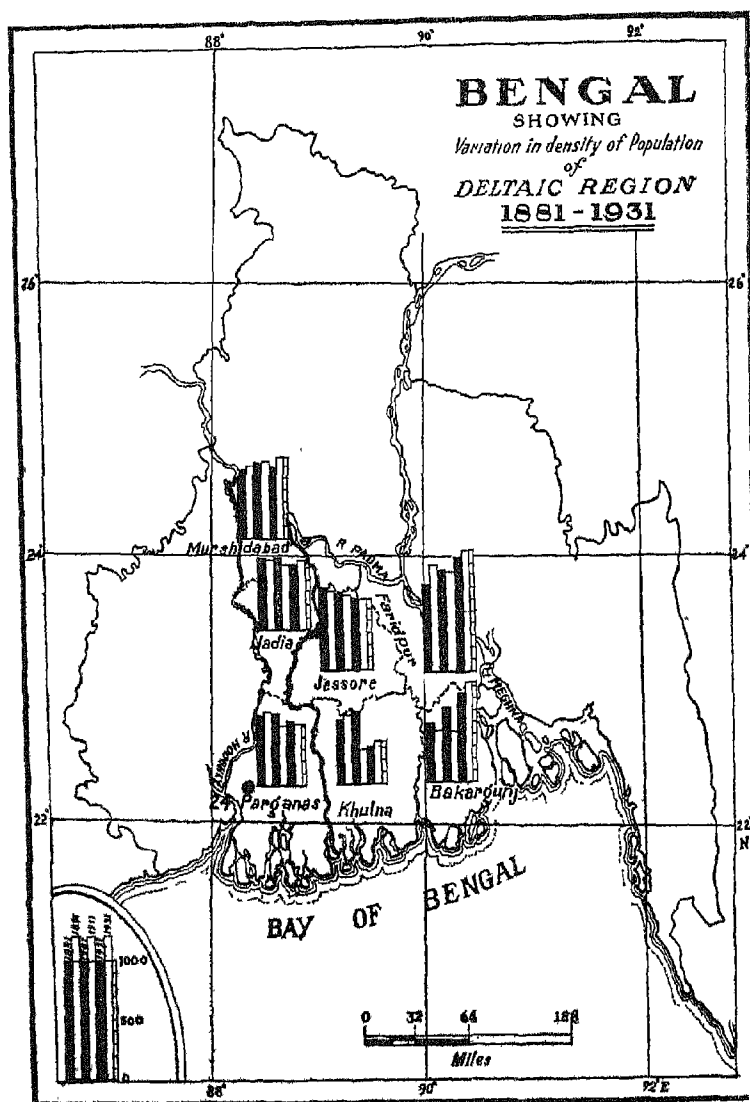 88°
90°
92°
BENGAL
SHOWING
Variation in density of Population
of
DELTAIC REGION
1881-1931
26°
26°
Murshidabad
R PADMA
24°
24°
Nadia
Faridpur
Jessore
R MEGHNA
R HOOGHLY
24 Parganas
Khulna
Bakargunj
22°
22°
N
BAY OF BENGAL
1000
500
0
0 32 64 128
Miles
88°
90°
92°E